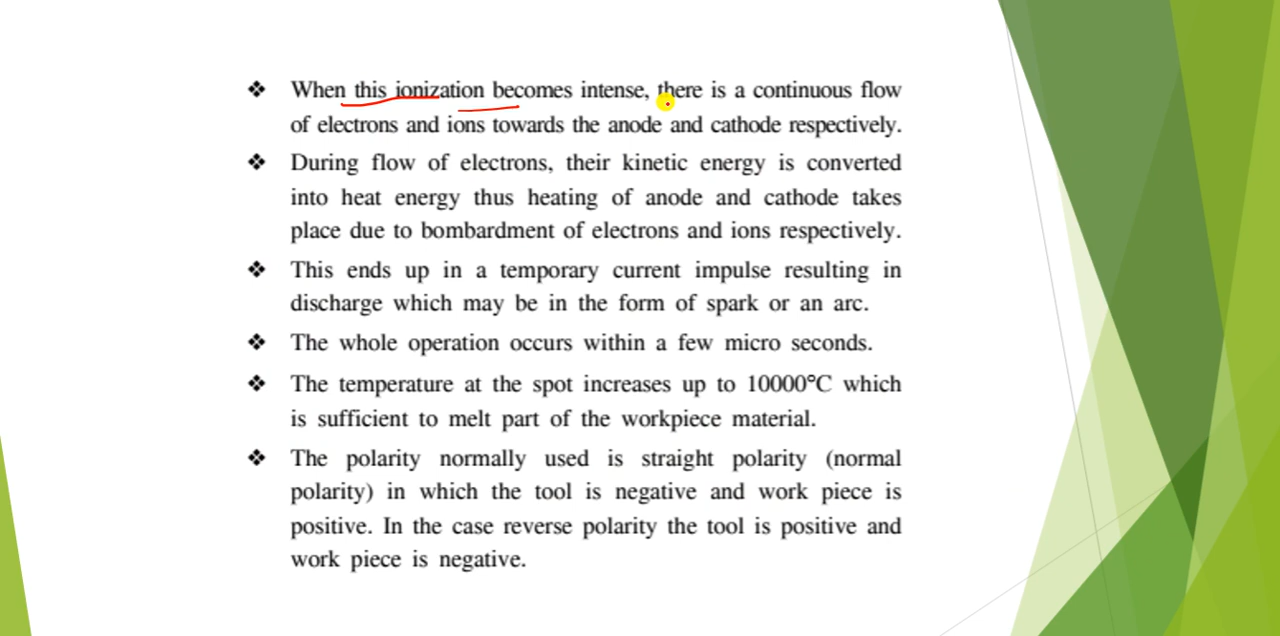 ❖ When this ionization becomes intense, there is a continuous flow
of electrons and ions towards the anode and cathode respectively.
❖ During flow of electrons, their kinetic energy is converted
into heat energy thus heating of anode and cathode takes
place due to bombardment of electrons and ions respectively.
❖ This ends up in a temporary current impulse resulting in
discharge which may be in the form of spark or an arc.
❖ The whole operation occurs within a few micro seconds.
❖ The temperature at the spot increases up to 10000°C which
is sufficient to melt part of the workpiece material.
❖ The polarity normally used is straight polarity (normal
polarity) in which the tool is negative and work piece is
positive. In the case reverse polarity the tool is positive and
work piece is negative.